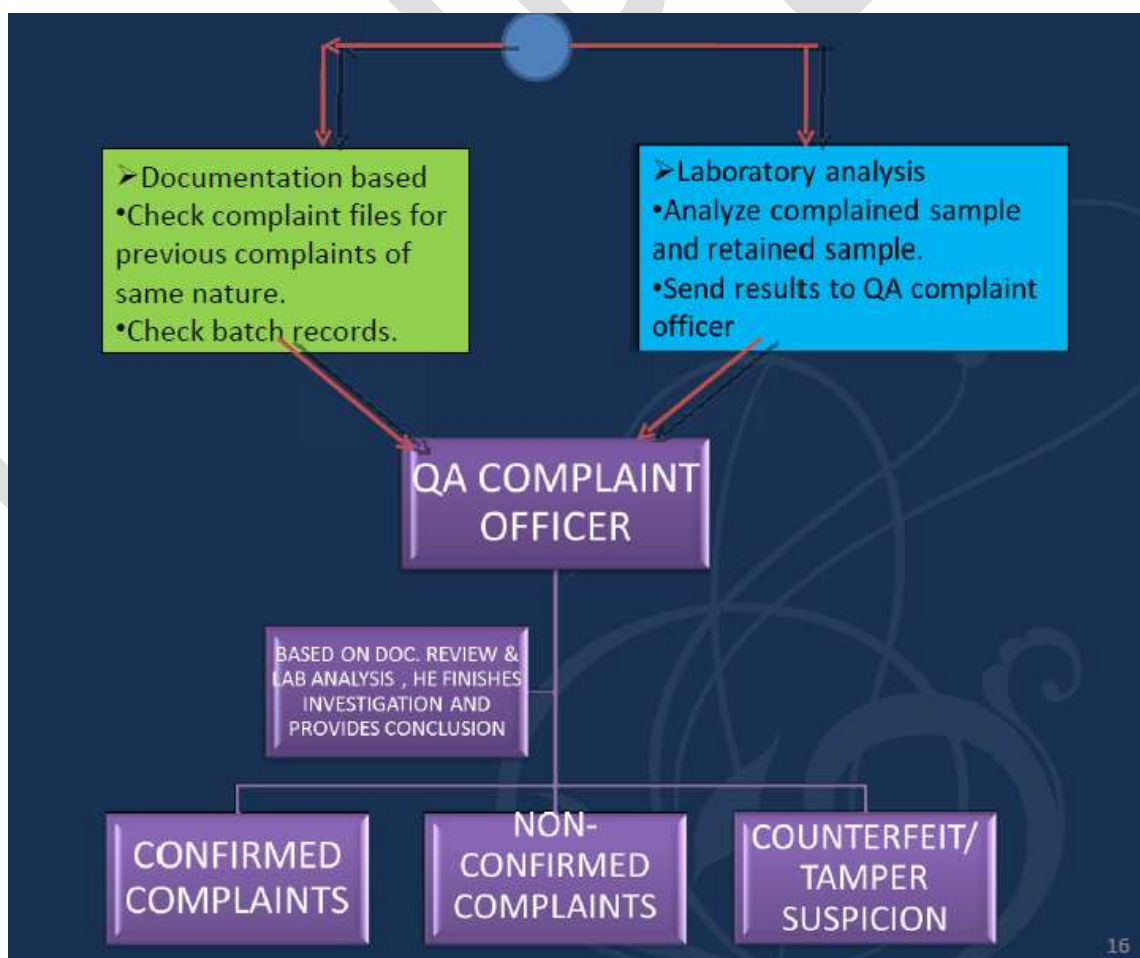 ➢Documentation based
•Check complaint files for
previous complaints of
same nature.
•Check batch records.
➢Laboratory analysis
•Analyze complained sample
and retained sample.
•Send results to QA complaint
officer
QA COMPLAINT
OFFICER
BASED ON DOC. REVIEW &
LAB ANALYSIS , HE FINISHES
INVESTIGATION AND
PROVIDES CONCLUSION
CONFIRMED
COMPLAINTS
NON-
CONFIRMED
COMPLAINTS
COUNTERFEIT/
TAMPER
SUSPICION
16